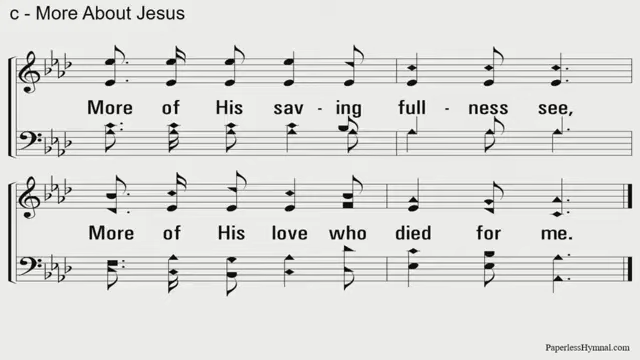 c - More About Jesus
More of His sav - ing full - ness see,
More of His love who died for me.
PaperlessHymnal.com